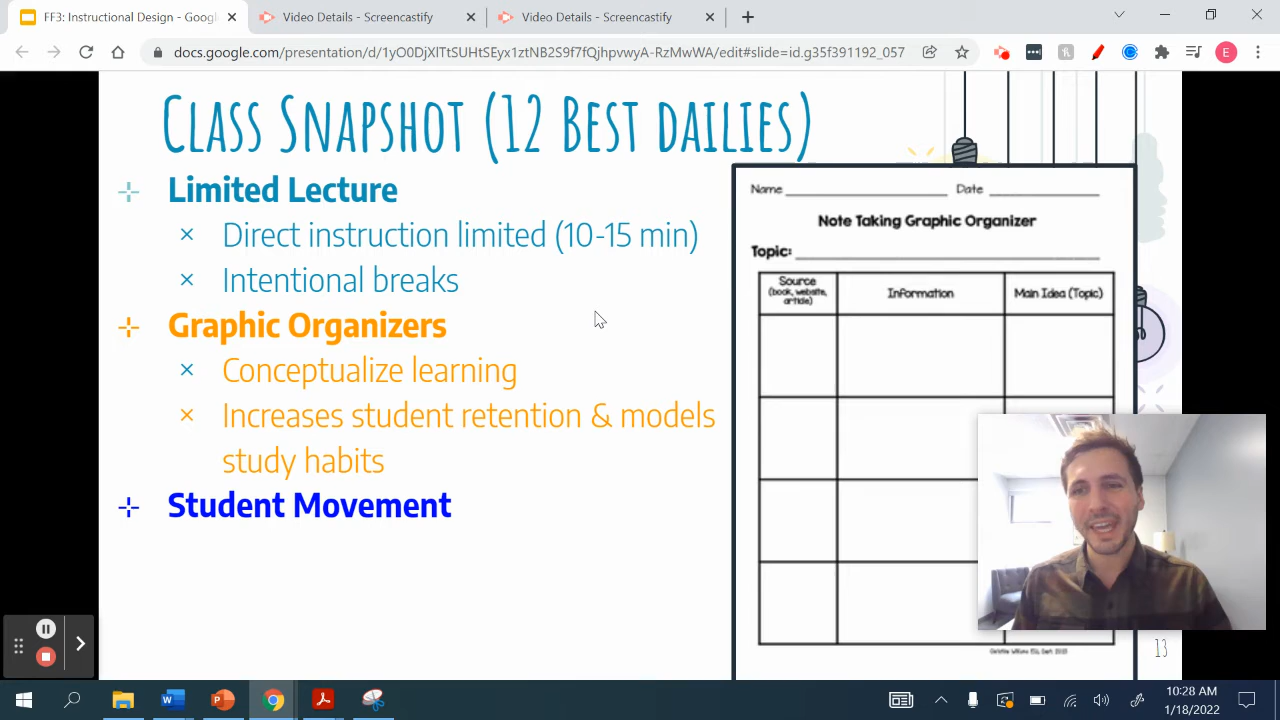 FF3: Instructional Design - Goog
Video Details - Screencastify
Video Details - Screencastify
docs.google.com/presentation/d/1yO0DjXITtSUHtSEyx1ztNB2S9f7fQjhpvwyA-RzMwWA/edit#slide=id.g35f391192_057
E
Class Snapshot (12 Best dailies)
Limited Lecture
Direct instruction limited (10-15 min)
Intentional breaks
Graphic Organizers
Conceptualize learning
Increases student retention & models
study habits
Student Movement
Name Date
Note Taking Graphic Organizer
Topic:
Source
(book, website,
article)
Information
Main Idea (Topic)
13
10:28 AM
1/18/2022